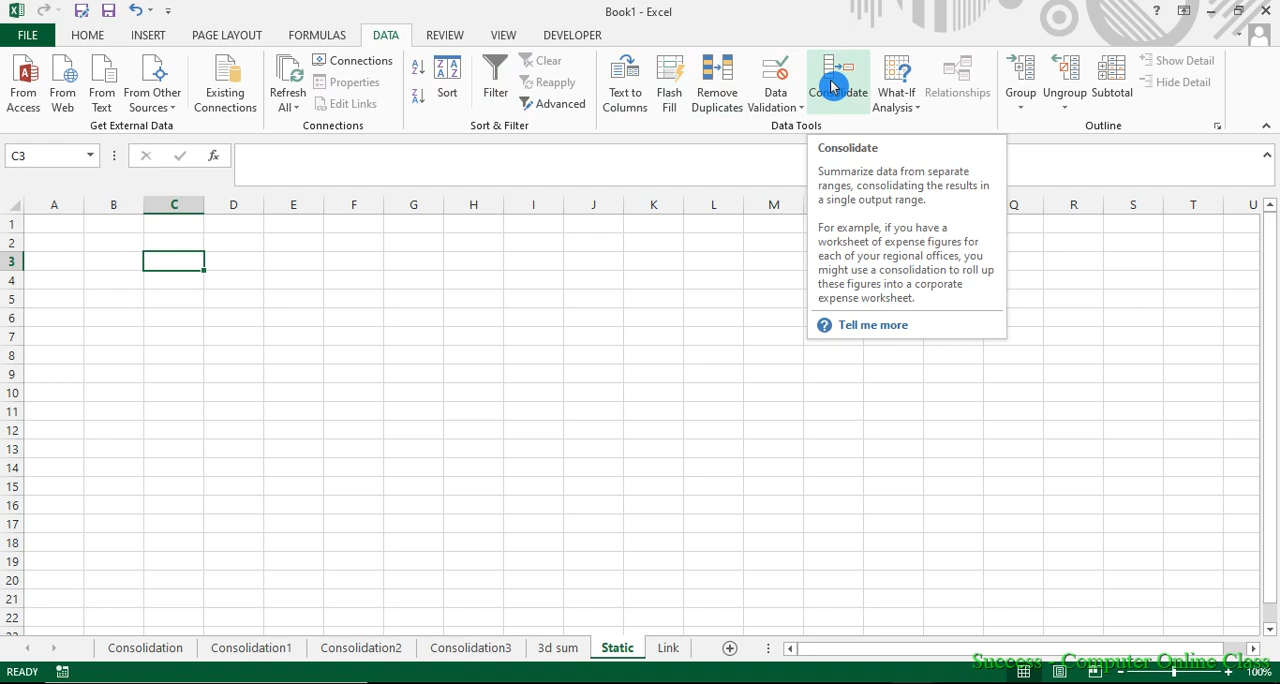 Book1 - Excel
FILE HOME INSERT PAGE LAYOUT FORMULAS DATA REVIEW VIEW DEVELOPER
From Access
From Web
From Text
From Other Sources
Existing Connections
Get External Data
Refresh All
Connections
Properties
Edit Links
Connections
Sort
Filter
Clear
Reapply
Advanced
Sort & Filter
Text to Columns
Flash Fill
Remove Duplicates
Data Validation
Consolidate
What-If Analysis
Relationships
Data Tools
Group
Ungroup
Subtotal
Show Detail
Hide Detail
Outline
C3
fx
Consolidate
Summarize data from separate
ranges, consolidating the results in
a single output range.
For example, if you have a
worksheet of expense figures for
each of your regional offices, you
might use a consolidation to roll up
these figures into a corporate
expense worksheet.
Tell me more
A B C D E F G H I J K L M Q R S T U
1
2
3
4
5
6
7
8
9
10
11
12
13
14
15
16
17
18
19
20
21
22
Consolidation Consolidation1 Consolidation2 Consolidation3 3d sum Static Link
READY
100%
Success - Computer Online Class